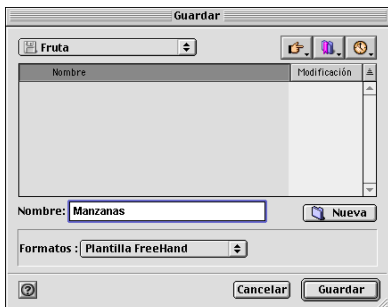 Guardar
Fruta
Nombre Modificación
Nombre: Manzanas
Nueva
Formatos : Plantilla FreeHand
? Cancelar Guardar